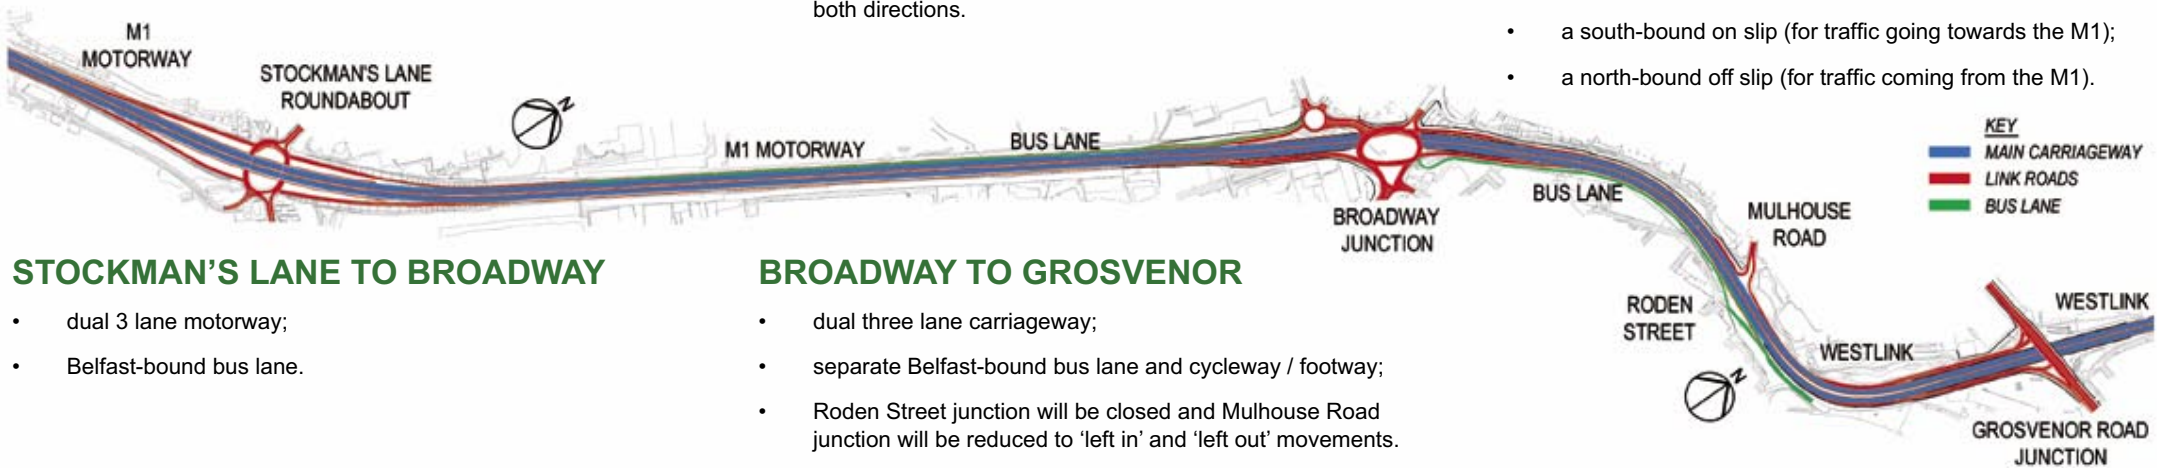 both directions.
• a south-bound on slip (for traffic going towards the M1);
• a north-bound off slip (for traffic coming from the M1).
M1
MOTORWAY
STOCKMAN'S LANE
ROUNDABOUT
N
M1 MOTORWAY
BUS LANE
BROADWAY
JUNCTION
BUS LANE
MULHOUSE
ROAD
KEY
MAIN CARRIAGEWAY
LINK ROADS
BUS LANE
RODEN
STREET
WESTLINK
WESTLINK
N
GROSVENOR ROAD
JUNCTION
STOCKMAN’S LANE TO BROADWAY
• dual 3 lane motorway;
• Belfast-bound bus lane.
BROADWAY TO GROSVENOR
• dual three lane carriageway;
• separate Belfast-bound bus lane and cycleway / footway;
• Roden Street junction will be closed and Mulhouse Road
junction will be reduced to ‘left in’ and ‘left out’ movements.